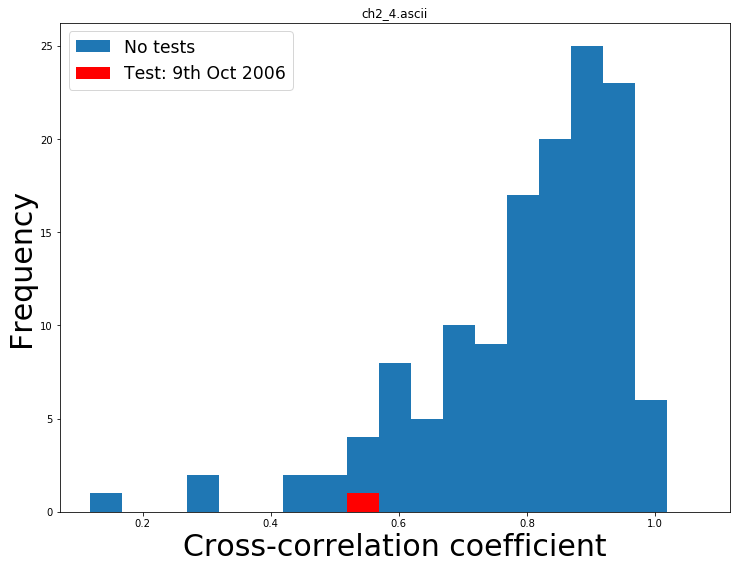 ch2_4.ascii
No tests
Test: 9th Oct 2006
Frequency
25
20
15
10
5
0
0.2 0.4 0.6 0.8 1.0
Cross-correlation coefficient